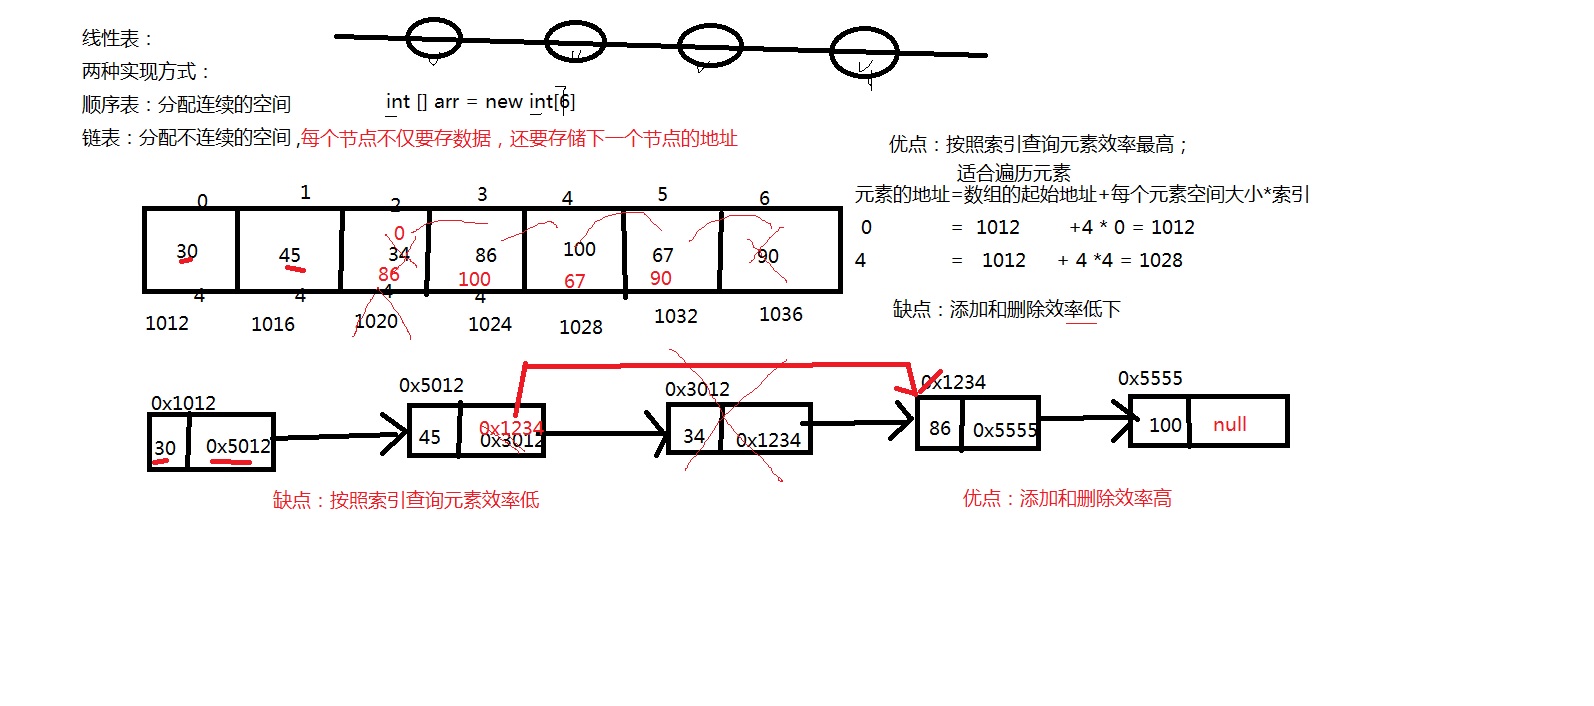 线性表：
两种实现方式：
顺序表：分配连续的空间
int [] arr = new int[6]
链表：分配不连续的空间 ,每个节点不仅要存数据，还要存储下一个节点的地址
优点：按照索引查询元素效率最高；
适合遍历元素
元素的地址=数组的起始地址+每个元素空间大小*索引
0 = 1012 +4 * 0 = 1012
4 = 1012 + 4 *4 = 1028
缺点：添加和删除效率低下
0 1 2 3 4 5 6
0
30 45 34 86 100 67 90
86 100 67 90
4 4 4 4
1012 1016 1020 1024 1028 1032 1036
0x1012 0x5012 0x3012 0x1234 0x5555
0x1234
30 0x5012 45 0x3012 34 0x1234 86 0x5555 100 null
缺点：按照索引查询元素效率低
优点：添加和删除效率高